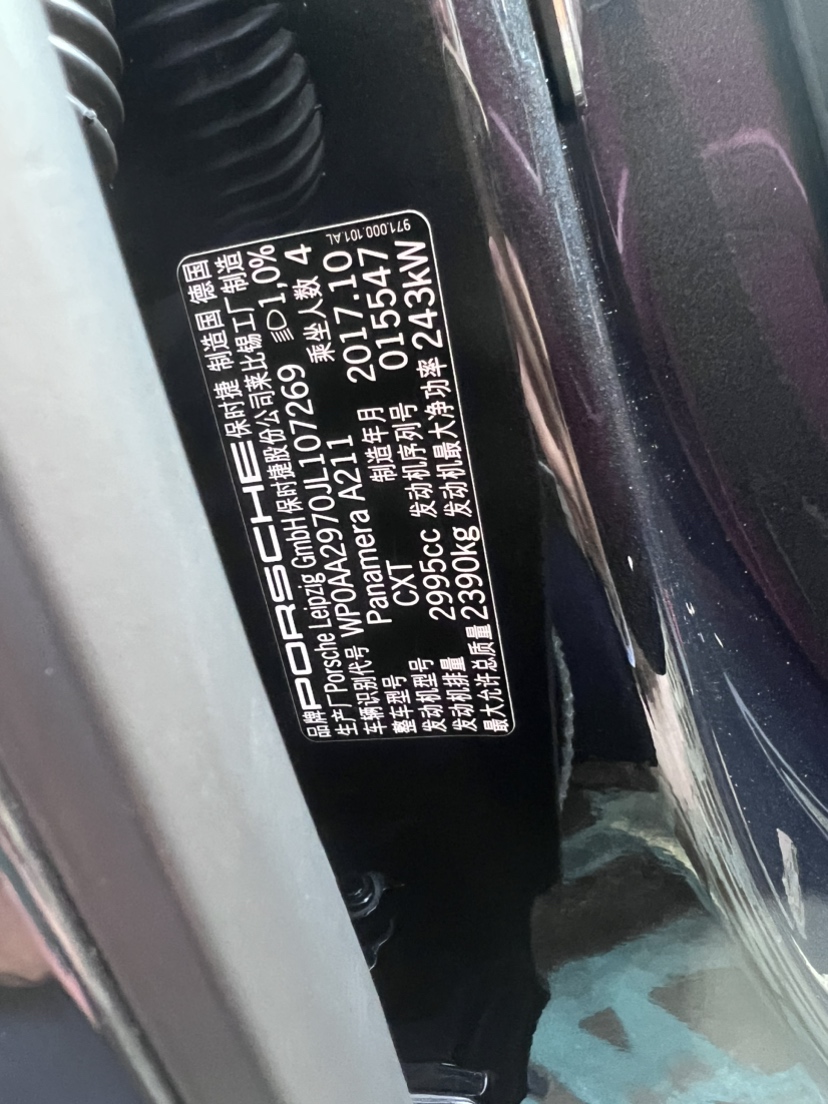 品牌 PORSCHE 保时捷 制造国 德国
生产厂 Porsche Leipzig GmbH 保时捷股份公司莱比锡工厂制造
车辆识别代号 WP0AA2970JL107269 1,0%
整车型号 Panamera A211 乘坐人数 4
制造年月 2017.10
发动机型号 CXT 发动机序列号 015547
发动机排量 2995cc 发动机最大净功率 243kW
最大允许总质量 2390kg
971.000.101.AL